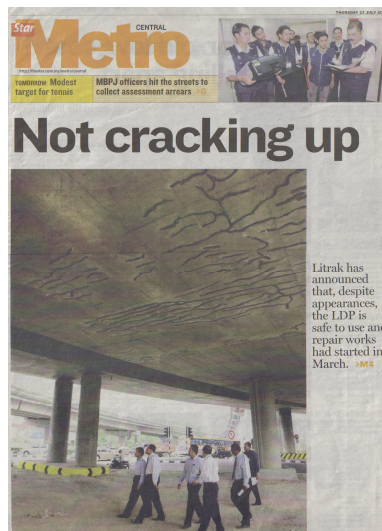 Star
Metro
CENTRAL
TOMORROW Modest
target for tennis
MBPJ officers hit the streets to
collect assessment arrears
Not cracking up
Litrak has
announced
that, despite
appearances,
the LDP is
safe to use and
repair works
had started in
March. >M4